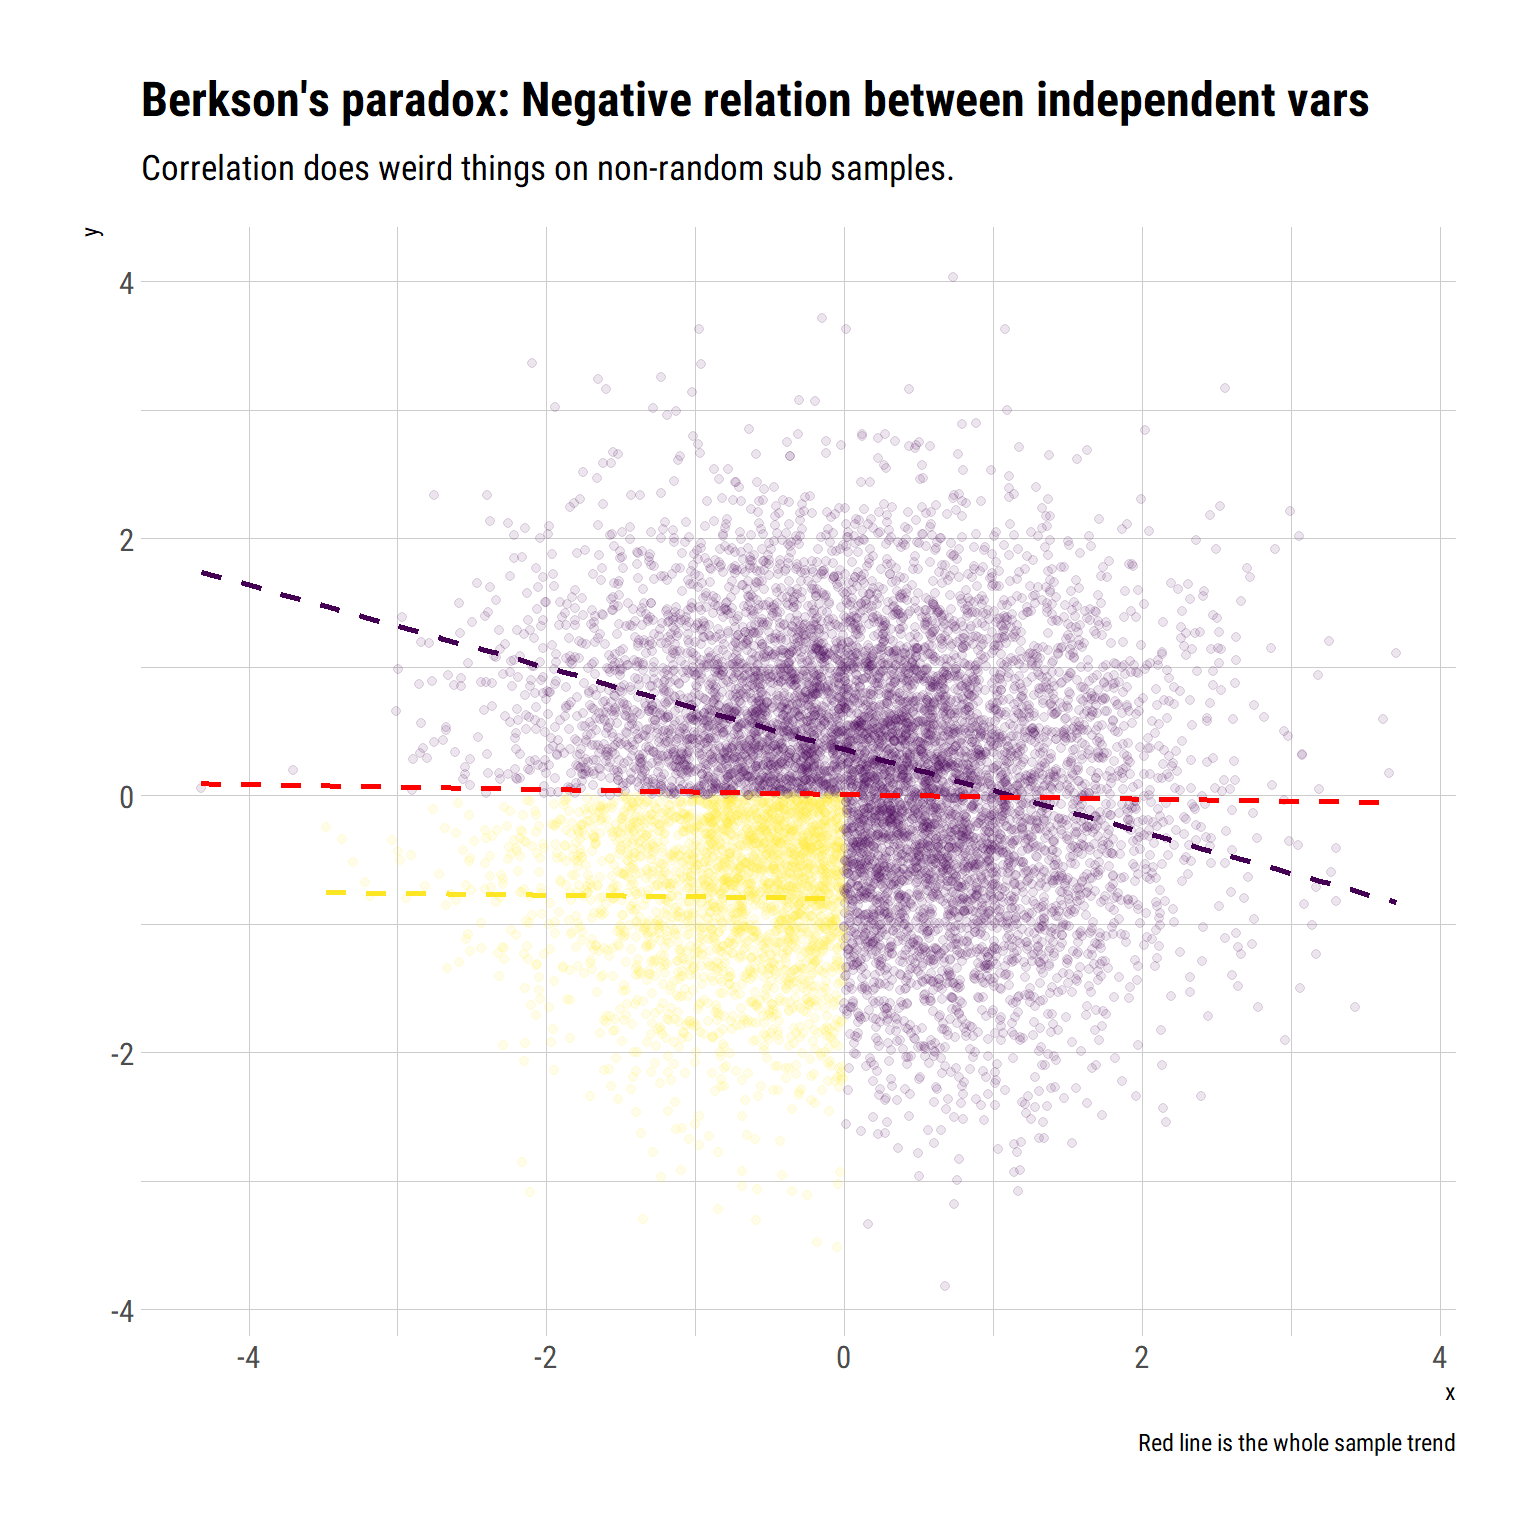 Berkson's paradox: Negative relation between independent vars
Correlation does weird things on non-random sub samples.
y
4
2
0
-2
-4
-4
-2
0
2
4
x
Red line is the whole sample trend